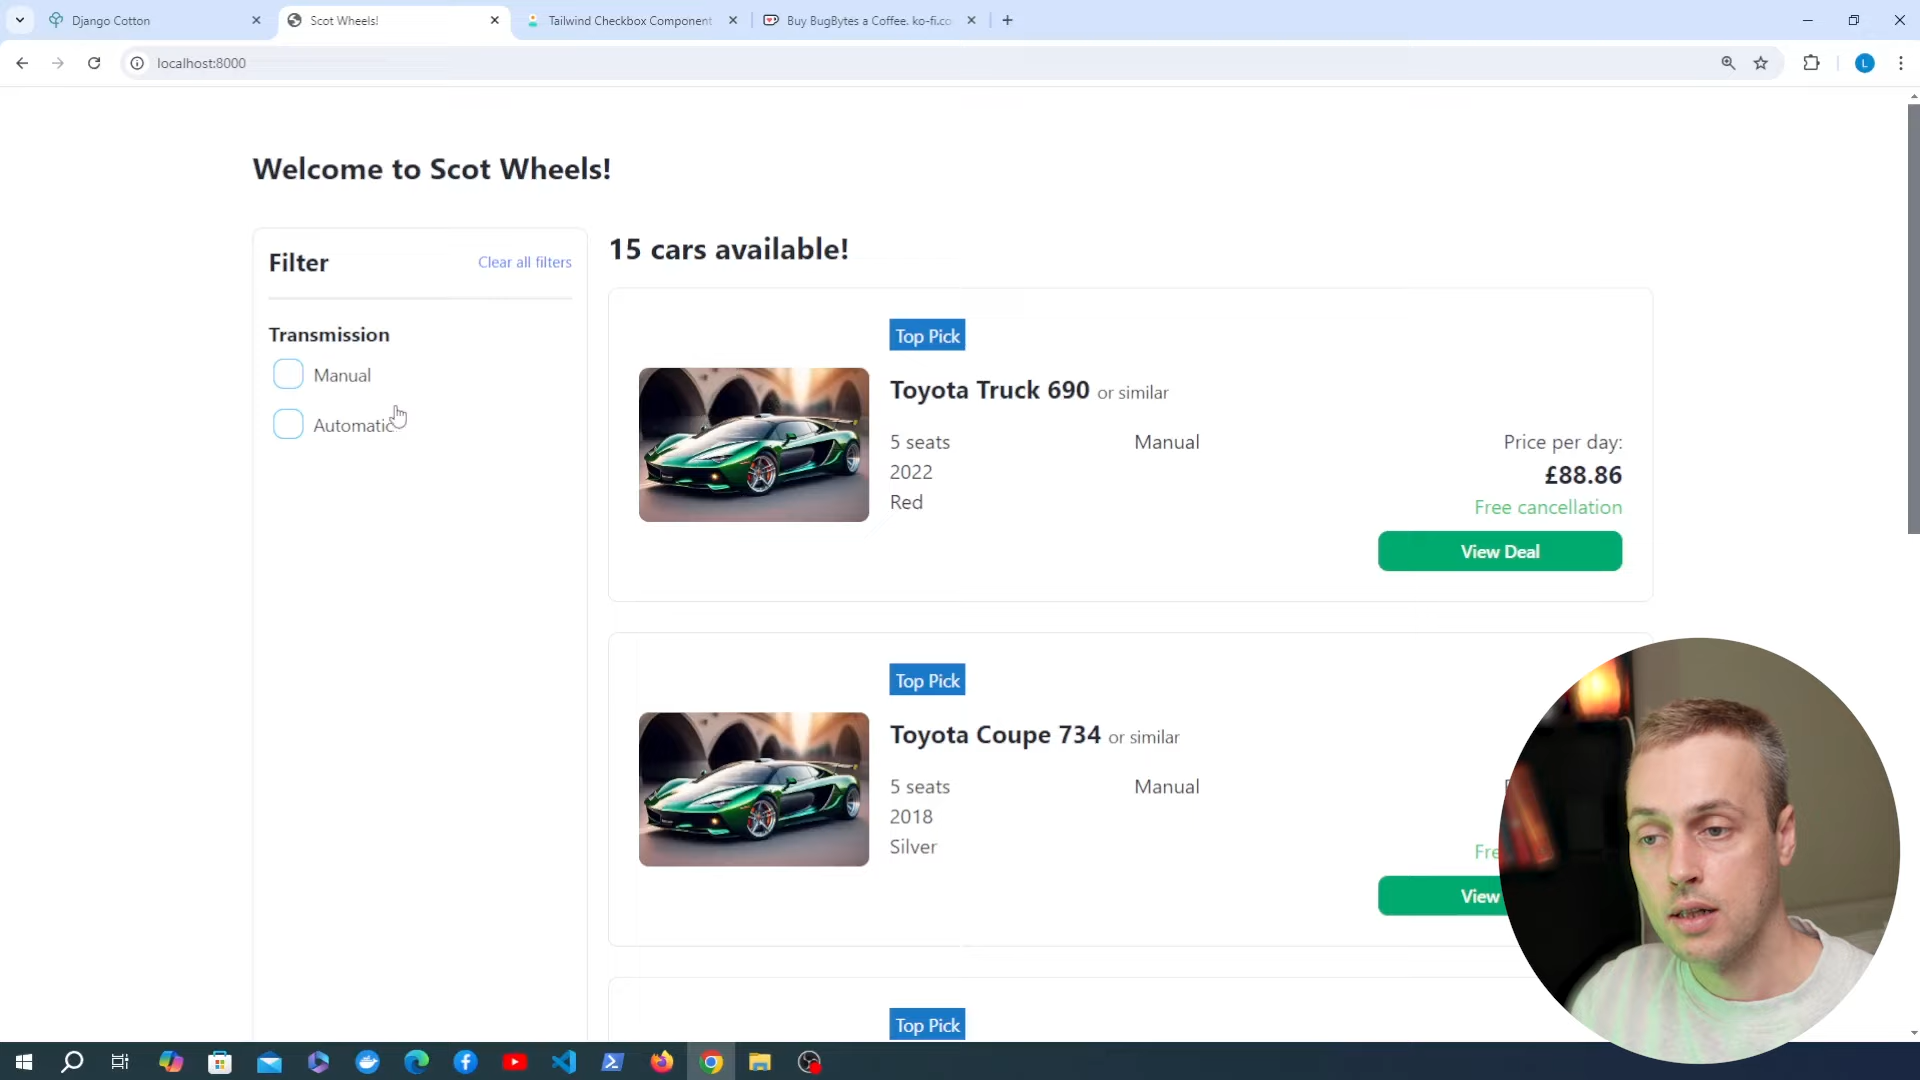 Django Cotton
Scot Wheels!
Tailwind Checkbox Component
Buy BugBytes a Coffee. ko-fi.co
localhost:8000
L
Welcome to Scot Wheels!
Filter
Clear all filters
Transmission
Manual
Automatic
15 cars available!
Top Pick
Toyota Truck 690 or similar
5 seats
Manual
2022
Red
Price per day:
£88.86
Free cancellation
View Deal
Top Pick
Toyota Coupe 734 or similar
5 seats
Manual
2018
Silver
View
Top Pick